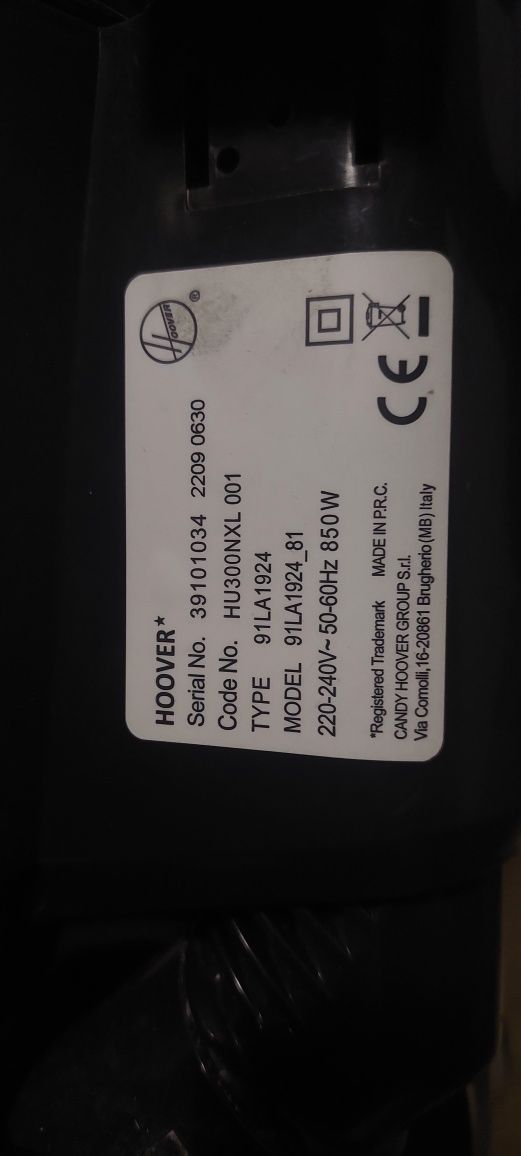 HOOVER®
HOOVER*
Serial No. 39101034 2209 0630
Code No. HU300NXL 001
TYPE 91LA1924
MODEL 91LA1924_81
220-240V~ 50-60Hz 850W
*Registered Trademark MADE IN P.R.C.
CANDY HOOVER GROUP S.r.l.
Via Comolli,16-20861 Brugherio(MB) Italy
CE